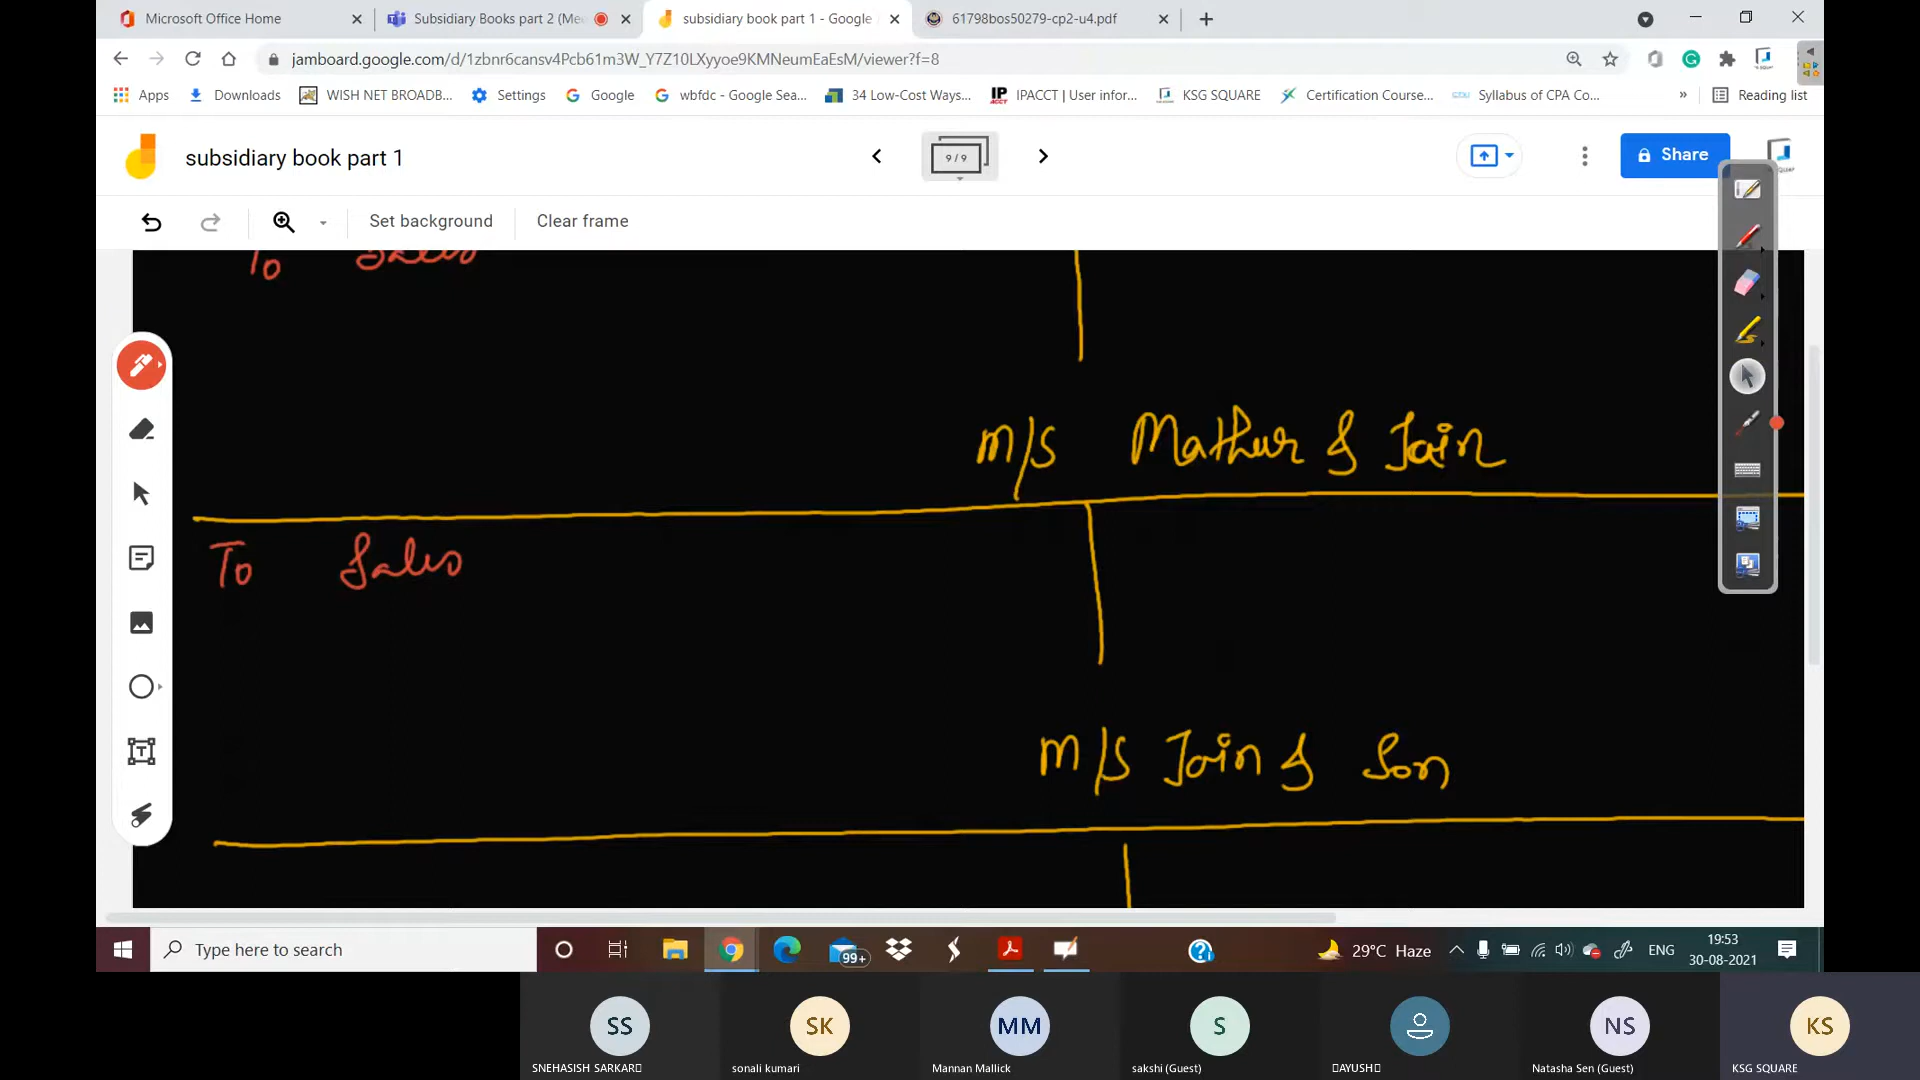 Microsoft Office Home
Subsidiary Books part 2 (Mee
subsidiary book part 1 - Google
61798bos50279-cp2-u4.pdf
jamboard.google.com/d/1zbnr6cansv4Pcb61m3W_Y7Z10LXyyoe9KMNeumEaEsM/viewer?f=8
Apps Downloads WISH NET BROADB... Settings Google wbfdc - Google Sea... 34 Low-Cost Ways... IPACCT | User infor... KSG SQUARE Certification Course... Syllabus of CPA Co... » Reading list
subsidiary book part 1
9 / 9
Share
Set background Clear frame
To Sales
M/S Mathur & Jain
To Sales
M/S Jain & Son
Type here to search
99+
29°C Haze
ENG
19:53
30-08-2021
SS SK MM S NS KS
SNEHASISH SARKAR sonali kumari Mannan Mallick sakshi (Guest) AYUSH Natasha Sen (Guest) KSG SQUARE